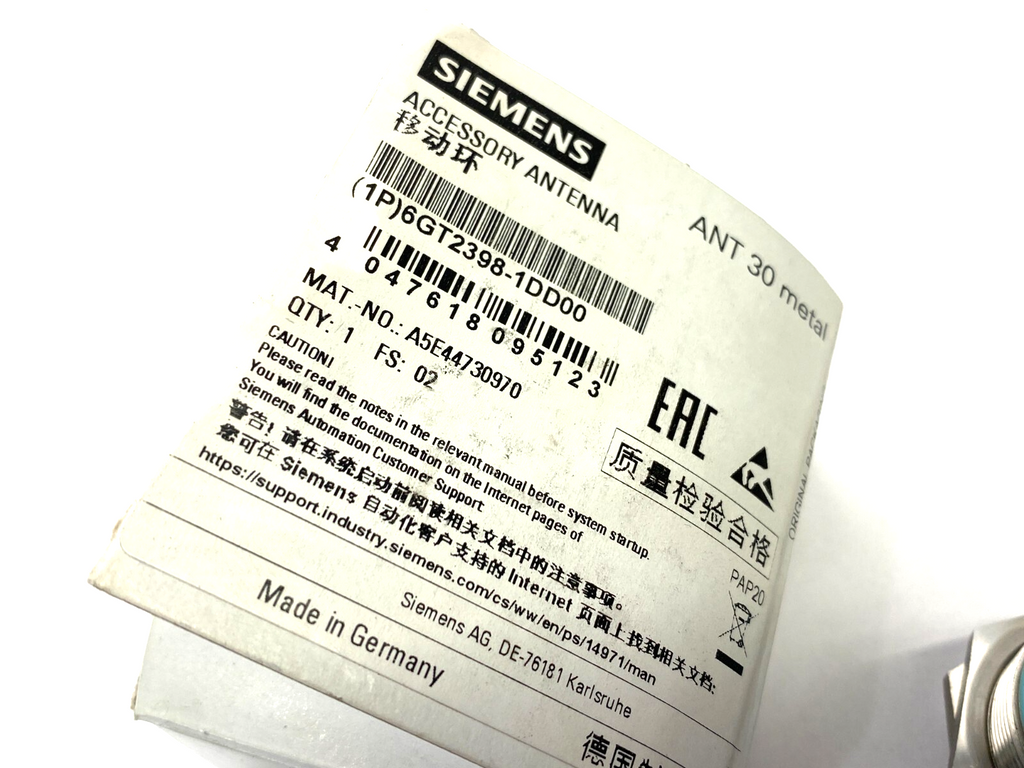 SIEMENS
ACCESSORY ANTENNA
移动环
ANT 30 metal
(1P)6GT2398-1DD00
4 047618 095123
MAT.-NO.: A5E44730970
QTY: 1 FS: 02
CAUTION!
Please read the notes in the relevant manual before system startup.
You will find the documentation on the Internet pages of
Siemens Automation Customer Support.
警告! 请在系统启动前阅读相关文档中的注意事项。
您可在 Siemens 自动化客户支持的 Internet 页面上找到相关文档:
https://support.industry.siemens.com/cs/ww/en/ps/14971/man
EAC
质量检验合格
PAP20
ORIGINAL
Siemens AG, DE-76181 Karlsruhe
Made in Germany
德国制